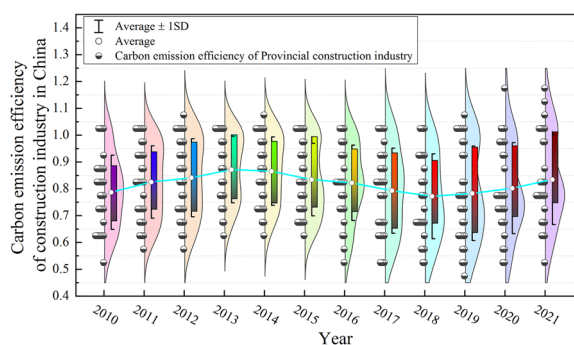 Average ± 1SD
Average
Carbon emission efficiency of Provincial construction industry
Carbon emission efficiency
of construction industry in China
1.4
1.3
1.2
1.1
1.0
0.9
0.8
0.7
0.6
0.5
0.4
2010 2011 2012 2013 2014 2015 2016 2017 2018 2019 2020 2021
Year